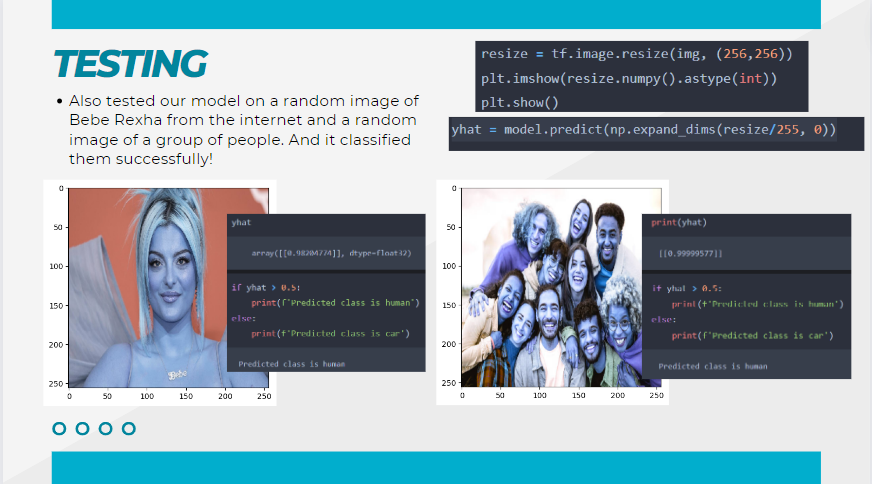 TESTING
• Also tested our model on a random image of
Bebe Rexha from the internet and a random
image of a group of people. And it classified
them successfully!
resize = tf.image.resize(img, (256,256))
plt.imshow(resize.numpy().astype(int))
plt.show()
yhat = model.predict(np.expand_dims(resize/255, 0))
0
50
100
150
200
250
0 50 100 150 200 250
Bebe
yhat
array([[0.98204774]], dtype=float32)
if yhat > 0.5:
print(f'Predicted class is human')
else:
print(f'Predicted class is car')
Predicted class is human
0
50
100
150
200
250
0 50 100 150 200 250
print(yhat)
[[0.99999577]]
if yhat > 0.5:
print(f'Predicted class is human')
else:
print(f'Predicted class is car')
Predicted class is human